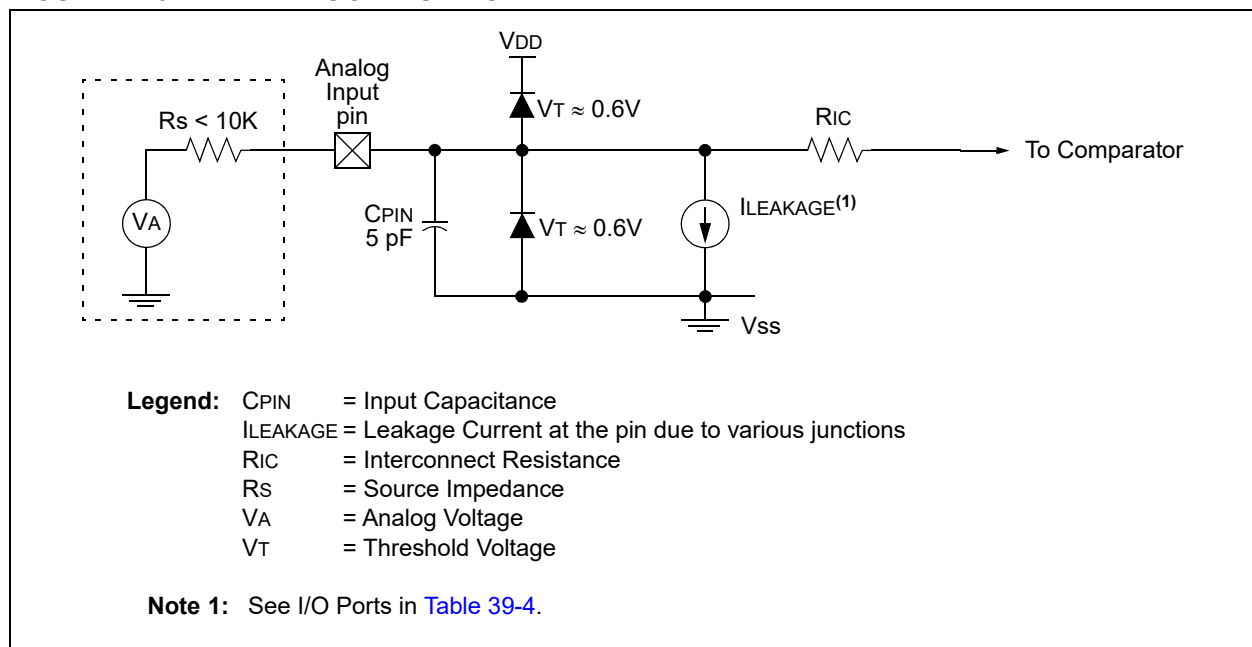 VDD
Analog
Input
pin
VT ≈ 0.6V
Rs < 10K
RIC
To Comparator
VA
CPIN
5 pF
VT ≈ 0.6V
ILEAKAGE(1)
Vss
Legend: CPIN = Input Capacitance
ILEAKAGE = Leakage Current at the pin due to various junctions
RIC = Interconnect Resistance
RS = Source Impedance
VA = Analog Voltage
VT = Threshold Voltage
Note 1: See I/O Ports in Table 39-4.